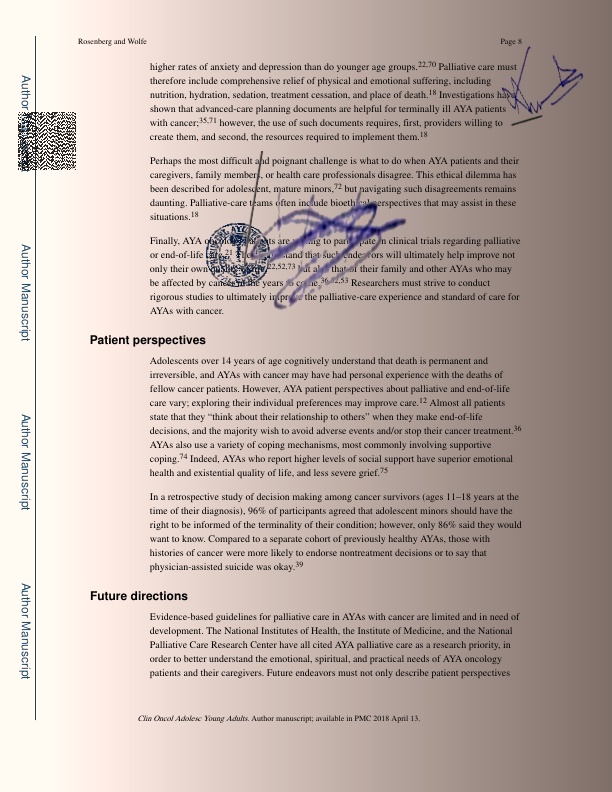 Rosenberg and Wolfe
Page 8
higher rates of anxiety and depression than do younger age groups.22,70 Palliative care must
therefore include comprehensive relief of physical and emotional suffering, including
nutrition, hydration, sedation, treatment cessation, and place of death.18 Investigations have
shown that advanced-care planning documents are helpful for terminally ill AYA patients
with cancer;35,71 however, the use of such documents requires, first, providers willing to
create them, and second, the resources required to implement them.18
Perhaps the most difficult and poignant challenge is what to do when AYA patients and their
caregivers, family members, or health care professionals disagree. This ethical dilemma has
been described for adolescent, mature minors,72 but navigating such disagreements remains
daunting. Palliative-care teams often include bioethical perspectives that may assist in these
situations.18
Finally, AYA are to participate in clinical trials regarding palliative
or end-of-life 21 that such endeavors will ultimately help improve not
only their own 22,52,73 but also that of their family and other AYAs who may
be affected by cancer in the years to come.36,52,53 Researchers must strive to conduct
rigorous studies to ultimately improve the palliative-care experience and standard of care for
AYAs with cancer.
Patient perspectives
Adolescents over 14 years of age cognitively understand that death is permanent and
irreversible, and AYAs with cancer may have had personal experience with the deaths of
fellow cancer patients. However, AYA patient perspectives about palliative and end-of-life
care vary; exploring their individual preferences may improve care.12 Almost all patients
state that they “think about their relationship to others” when they make end-of-life
decisions, and the majority wish to avoid adverse events and/or stop their cancer treatment.36
AYAs also use a variety of coping mechanisms, most commonly involving supportive
coping.74 Indeed, AYAs who report higher levels of social support have superior emotional
health and existential quality of life, and less severe grief.75
In a retrospective study of decision making among cancer survivors (ages 11–18 years at the
time of their diagnosis), 96% of participants agreed that adolescent minors should have the
right to be informed of the terminality of their condition; however, only 86% said they would
want to know. Compared to a separate cohort of previously healthy AYAs, those with
histories of cancer were more likely to endorse nontreatment decisions or to say that
physician-assisted suicide was okay.39
Future directions
Evidence-based guidelines for palliative care in AYAs with cancer are limited and in need of
development. The National Institutes of Health, the Institute of Medicine, and the National
Palliative Care Research Center have all cited AYA palliative care as a research priority, in
order to better understand the emotional, spiritual, and practical needs of AYA oncology
patients and their caregivers. Future endeavors must not only describe patient perspectives
Clin Oncol Adolesc Young Adults. Author manuscript; available in PMC 2018 April 13.
Author
Author Manuscript
Author Manuscript
Author Manuscript